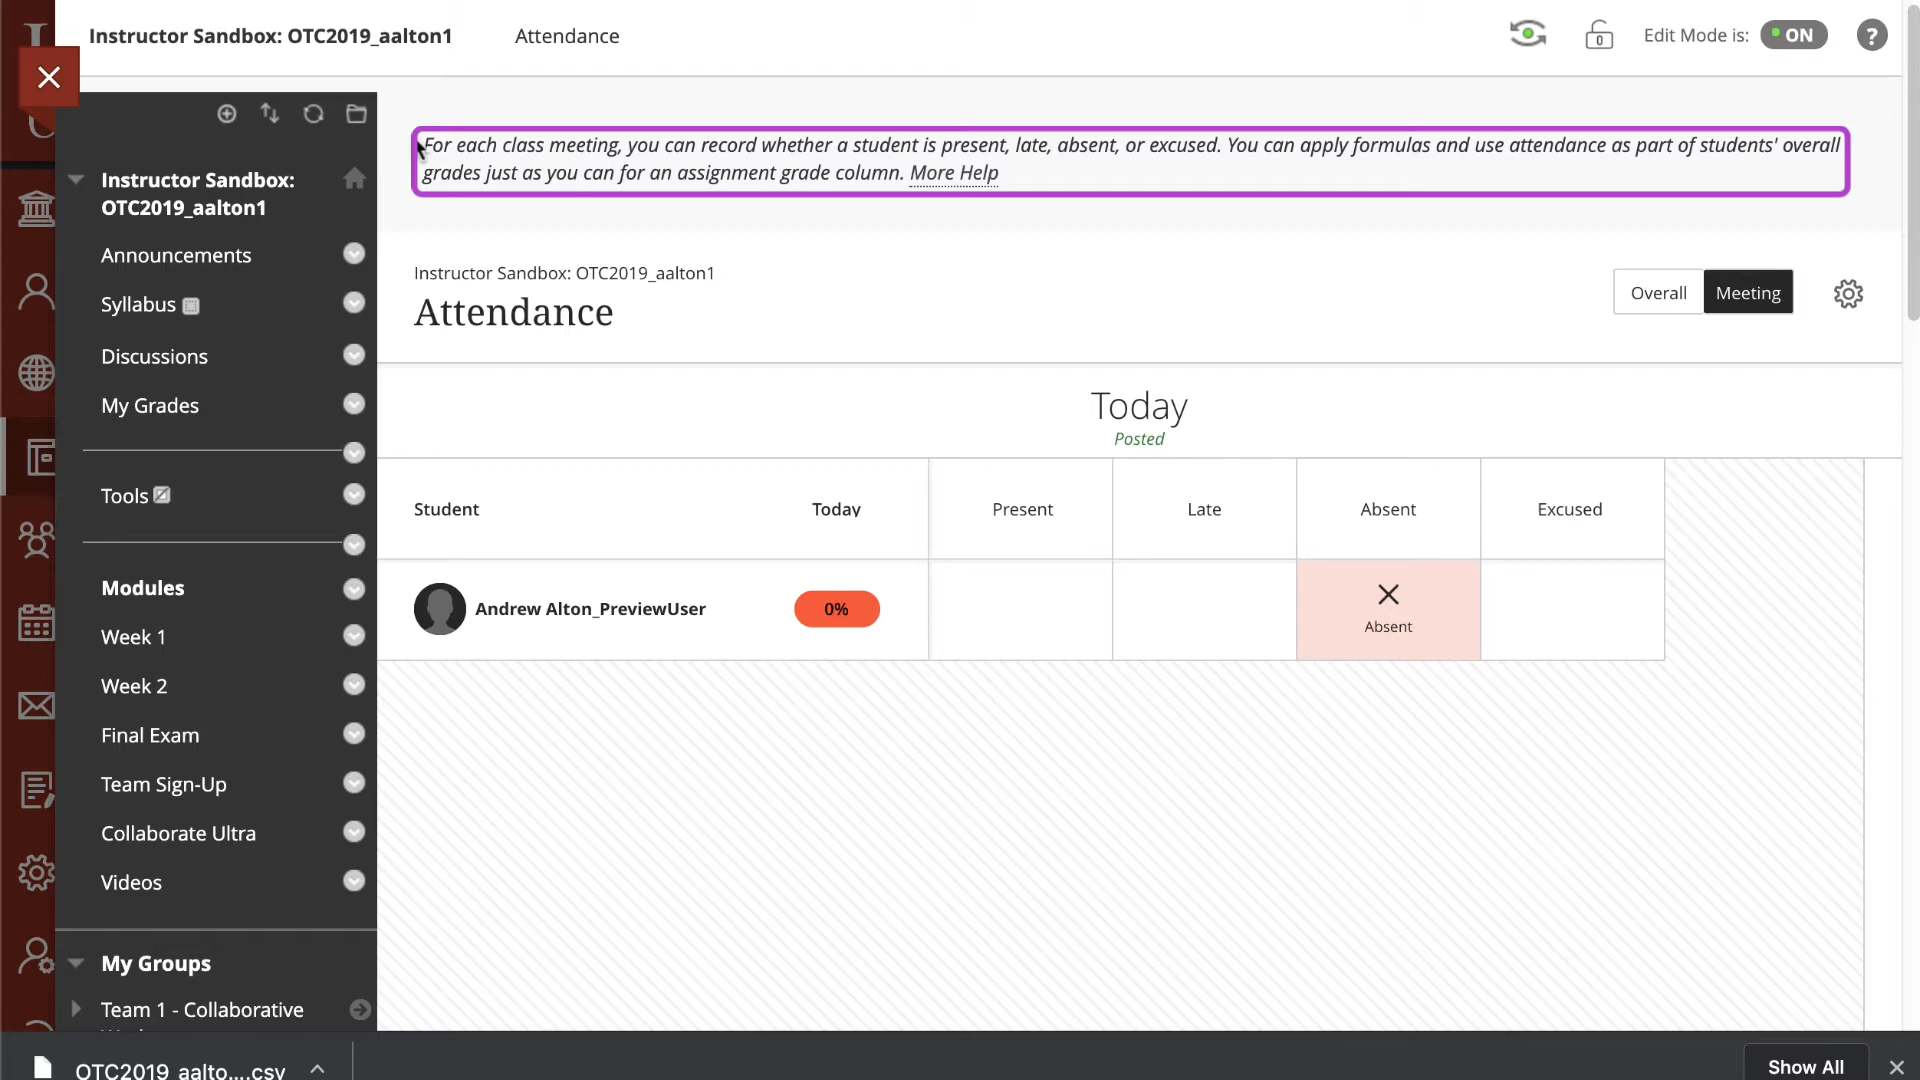 Instructor Sandbox: OTC2019_aalton1
Attendance
0
Edit Mode is:
ON
?
For each class meeting, you can record whether a student is present, late, absent, or excused. You can apply formulas and use attendance as part of students' overall
grades just as you can for an assignment grade column. More Help
Instructor Sandbox:
OTC2019_aalton1
Announcements
Syllabus
Discussions
My Grades
Tools
Modules
Week 1
Week 2
Final Exam
Team Sign-Up
Collaborate Ultra
Videos
My Groups
Team 1 - Collaborative
Instructor Sandbox: OTC2019_aalton1
Attendance
Overall
Meeting
Today
Posted
Student
Today
Present
Late
Absent
Excused
Andrew Alton_PreviewUser
0%
Absent
OTC2019_aalto....csv
Show All